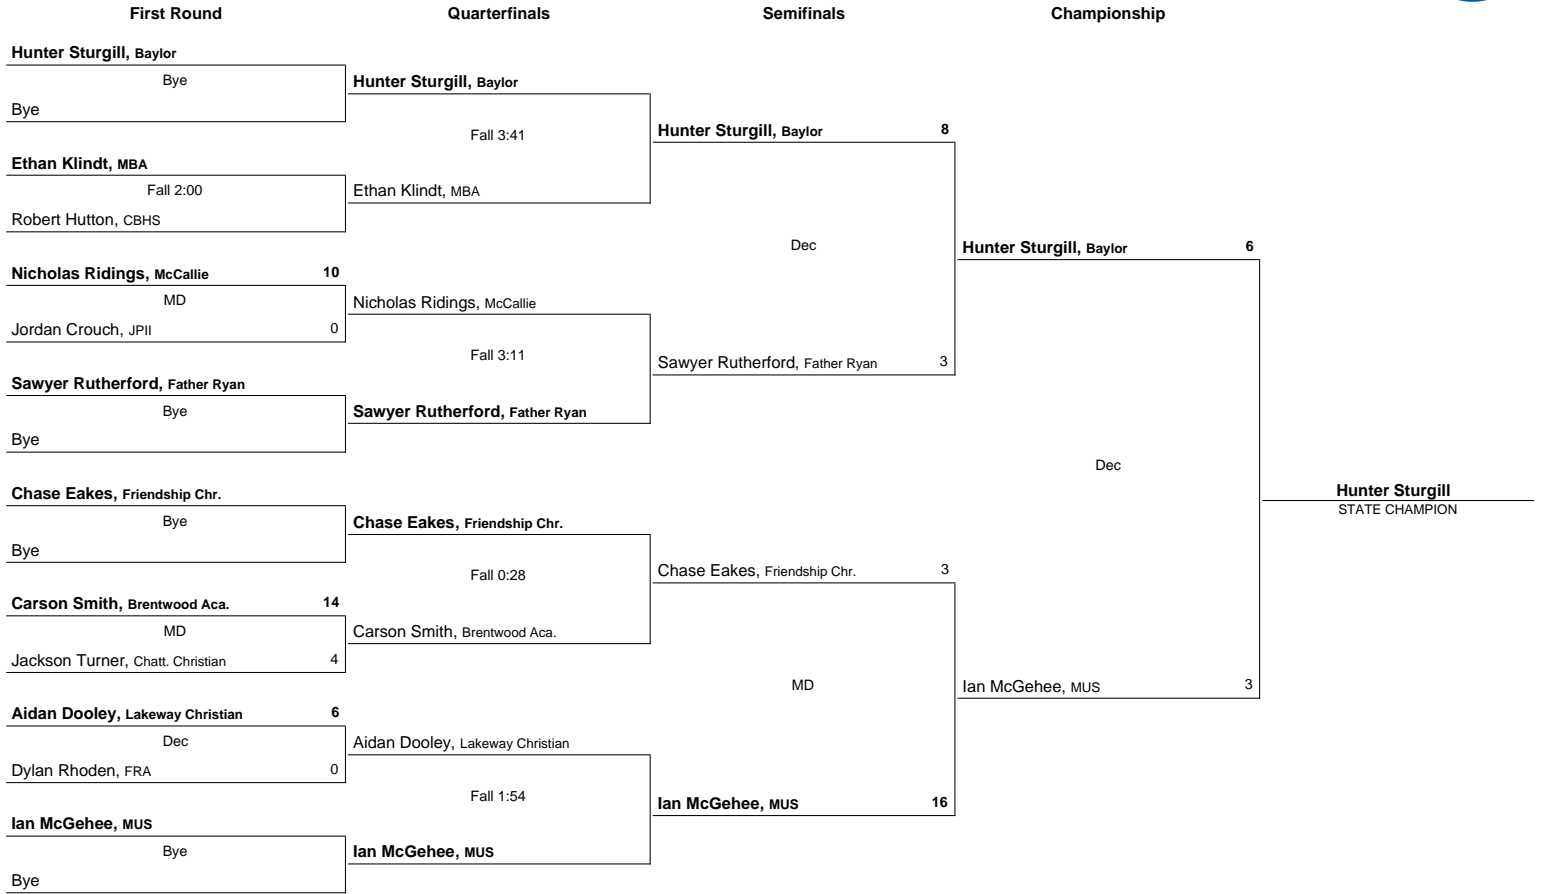 First Round Quarterfinals Semifinals Championship
Hunter Sturgill, Baylor
Bye
Bye
Ethan Klindt, MBA
Fall 2:00
Robert Hutton, CBHS
Nicholas Ridings, McCallie 10
MD
Jordan Crouch, JPII 0
Sawyer Rutherford, Father Ryan
Bye
Bye
Chase Eakes, Friendship Chr.
Bye
Bye
Carson Smith, Brentwood Aca. 14
MD
Jackson Turner, Chatt. Christian 4
Aidan Dooley, Lakeway Christian 6
Dec
Dylan Rhoden, FRA 0
Ian McGehee, MUS
Bye
Bye
Hunter Sturgill, Baylor
Fall 3:41
Ethan Klindt, MBA
Nicholas Ridings, McCallie
Fall 3:11
Sawyer Rutherford, Father Ryan
Chase Eakes, Friendship Chr.
Fall 0:28
Carson Smith, Brentwood Aca.
Aidan Dooley, Lakeway Christian
Fall 1:54
Ian McGehee, MUS
Hunter Sturgill, Baylor 8
Dec
Sawyer Rutherford, Father Ryan 3
Chase Eakes, Friendship Chr. 3
MD
Ian McGehee, MUS 16
Hunter Sturgill, Baylor 6
Dec
Ian McGehee, MUS 3
Hunter Sturgill
STATE CHAMPION